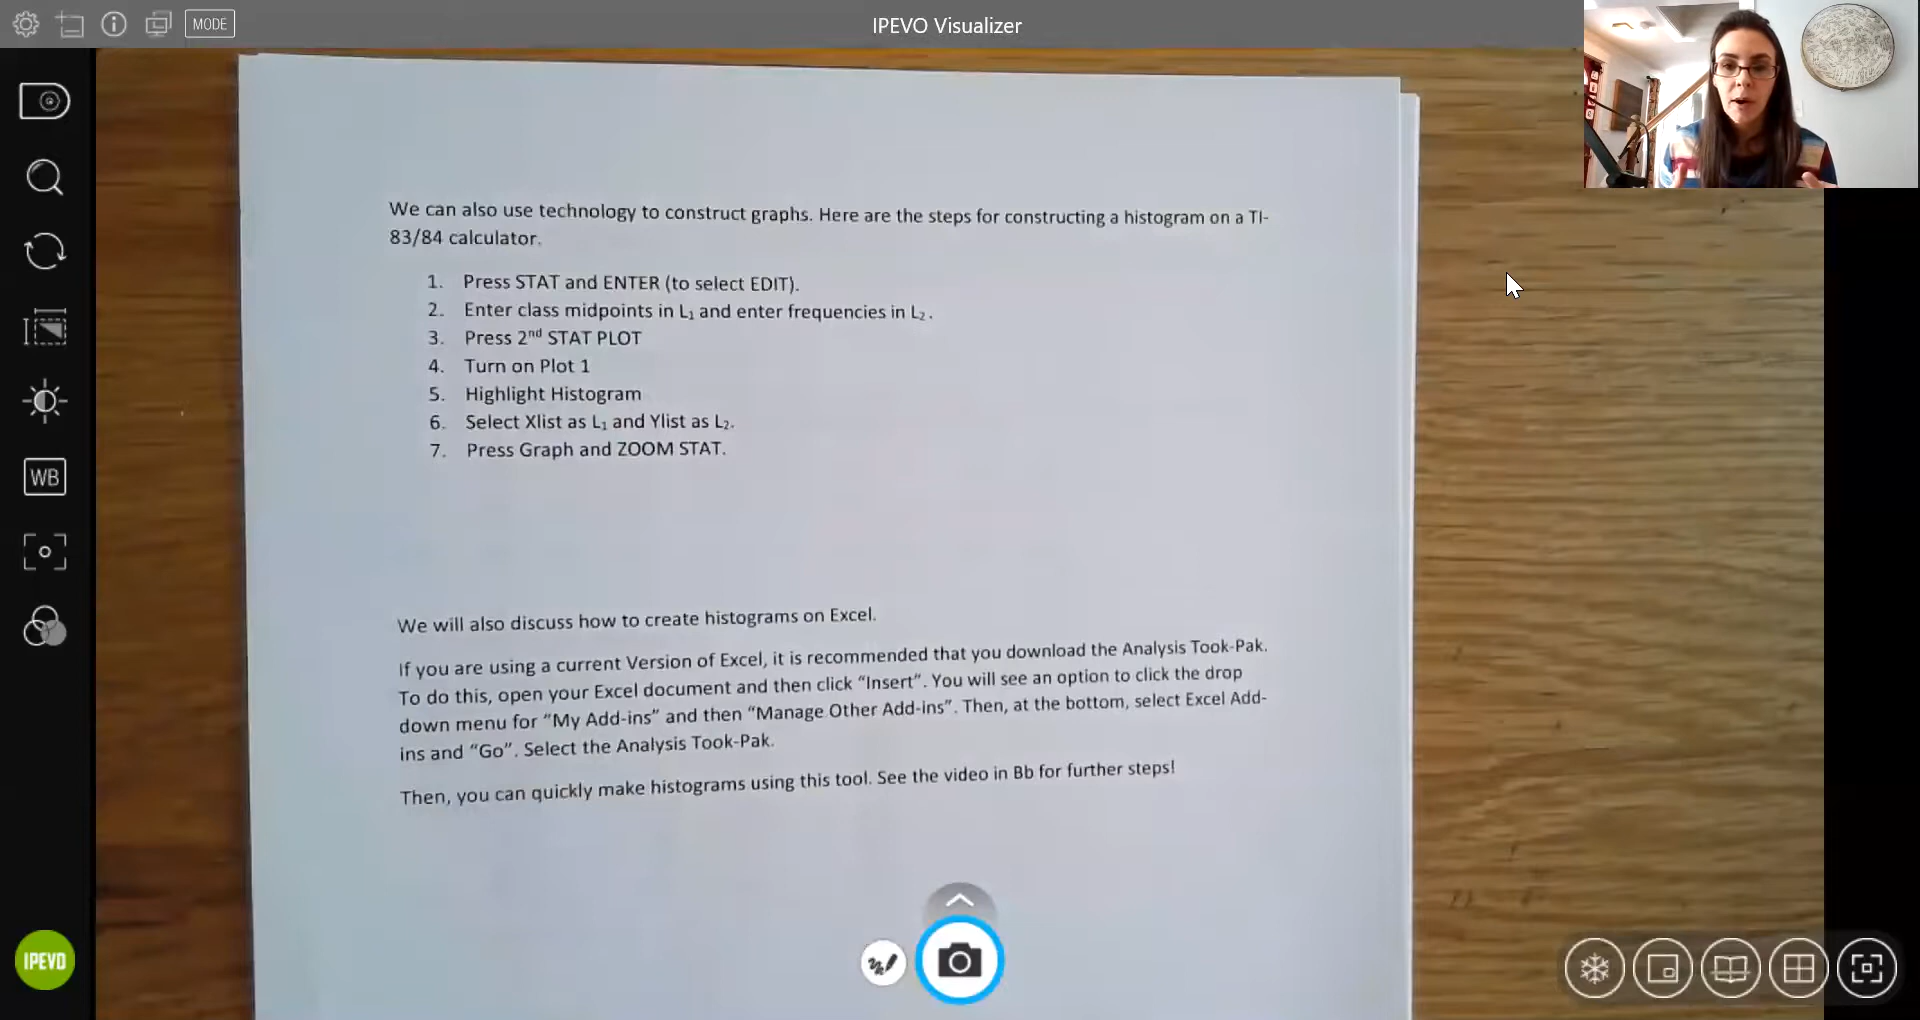 MODE
IPEVO Visualizer
We can also use technology to construct graphs. Here are the steps for constructing a histogram on a TI-
83/84 calculator.
1. Press STAT and ENTER (to select EDIT).
2. Enter class midpoints in L₁ and enter frequencies in L₂.
3. Press 2ⁿᵈ STAT PLOT
4. Turn on Plot 1
5. Highlight Histogram
6. Select Xlist as L₁ and Ylist as L₂.
7. Press Graph and ZOOM STAT.
WB
We will also discuss how to create histograms on Excel.
If you are using a current Version of Excel, it is recommended that you download the Analysis Took-Pak.
To do this, open your Excel document and then click “Insert”. You will see an option to click the drop
down menu for “My Add-ins” and then “Manage Other Add-ins”. Then, at the bottom, select Excel Add-
ins and “Go”. Select the Analysis Took-Pak.
Then, you can quickly make histograms using this tool. See the video in Bb for further steps!
IPEVO